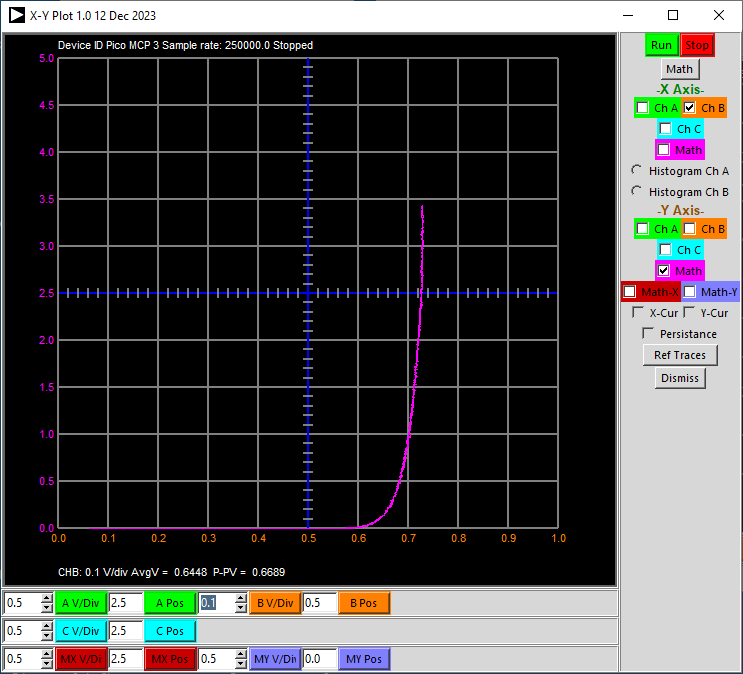 X-Y Plot 1.0 12 Dec 2023
Device ID Pico MCP 3 Sample rate: 250000.0 Stopped
5.0
4.5
4.0
3.5
3.0
2.5
2.0
1.5
1.0
0.5
0.0
0.0 0.1 0.2 0.3 0.4 0.5 0.6 0.7 0.8 0.9 1.0
CHB: 0.1 V/div AvgV = 0.6448 P-PV = 0.6689
Run Stop
Math
-X Axis-
Ch A Ch B
Ch C
Math
Histogram Ch A
Histogram Ch B
-Y Axis-
Ch A Ch B
Ch C
Math
Math-X Math-Y
X-Cur Y-Cur
Persistance
Ref Traces
Dismiss
0.5 A V/Div 2.5 A Pos 0.1 B V/Div 0.5 B Pos
0.5 C V/Div 2.5 C Pos
0.5 MX V/Di 2.5 MX Pos 0.5 MY V/Div 0.0 MY Pos